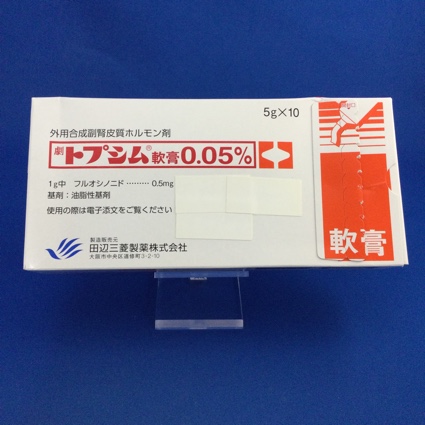 5g×10
外用合成副腎皮質ホルモン剤
劇 トプシム®軟膏0.05%
1g中 フルオシノニド……… 0.5mg
基剤：油脂性基剤
使用の際は電子添文をご覧ください
製造販売元
田辺三菱製薬株式会社
大阪市中央区道修町3-2-10
軟膏